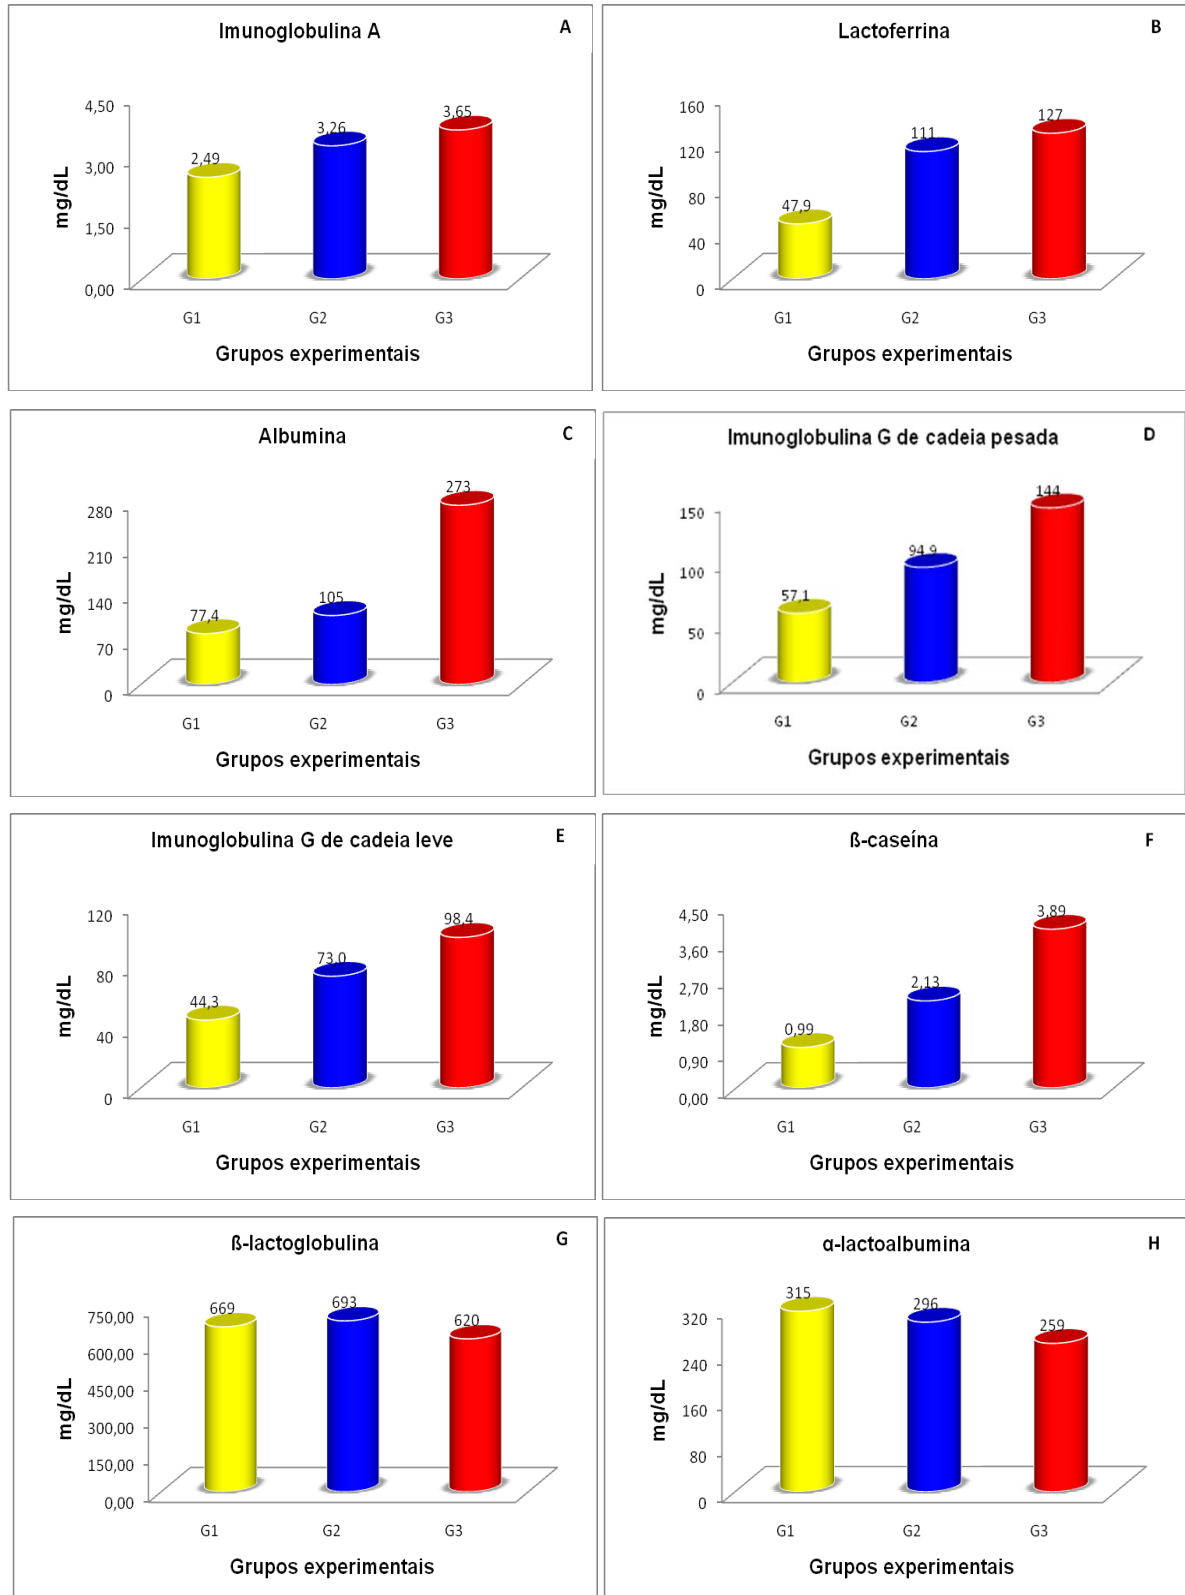 Imunoglobulina A
A
4,50
3,00
1,50
0,00
mg/dL
2,49
3,26
3,65
G1
G2
G3
Grupos experimentais
Lactoferrina
B
160
120
80
40
0
mg/dL
47,9
111
127
G1
G2
G3
Grupos experimentais
Albumina
C
280
210
140
70
0
mg/dL
77,4
105
273
G1
G2
G3
Grupos experimentais
Imunoglobulina G de cadeia pesada
D
150
100
50
0
mg/dL
57,1
94,9
144
G1
G2
G3
Grupos experimentais
Imunoglobulina G de cadeia leve
E
120
80
40
0
mg/dL
44,3
73,0
98,4
G1
G2
G3
Grupos experimentais
ß-caseína
F
4,50
3,60
2,70
1,80
0,90
0,00
mg/dL
0,99
2,13
3,89
G1
G2
G3
Grupos experimentais
ß-lactoglobulina
G
750,00
600,00
450,00
300,00
150,00
0,00
mg/dL
669
693
620
G1
G2
G3
Grupos experimentais
α-lactoalbumina
H
320
240
160
80
0
mg/dL
315
296
259
G1
G2
G3
Grupos experimentais